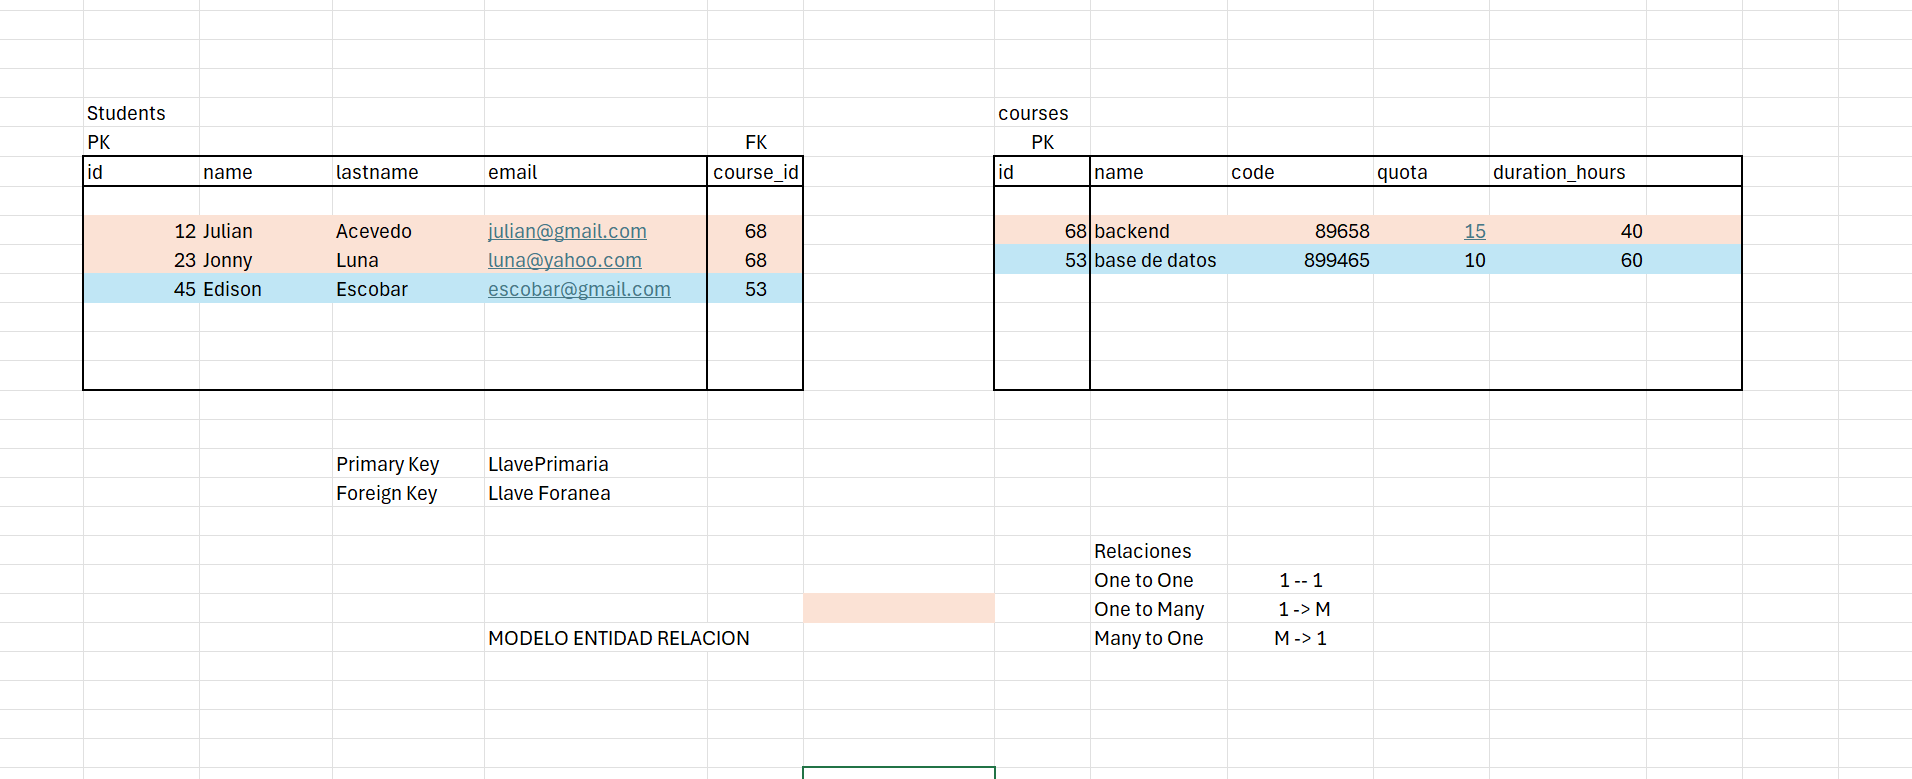 Students courses
PK FK PK
id name lastname email course_id id name code quota duration_hours
12 Julian Acevedo julian@gmail.com 68 68 backend 89658 15 40
23 Jonny Luna luna@yahoo.com 68 53 base de datos 899465 10 60
45 Edison Escobar escobar@gmail.com 53
Primary Key LlavePrimaria
Foreign Key Llave Foranea
Relaciones
One to One 1 -- 1
One to Many 1 -> M
MODELO ENTIDAD RELACION Many to One M -> 1